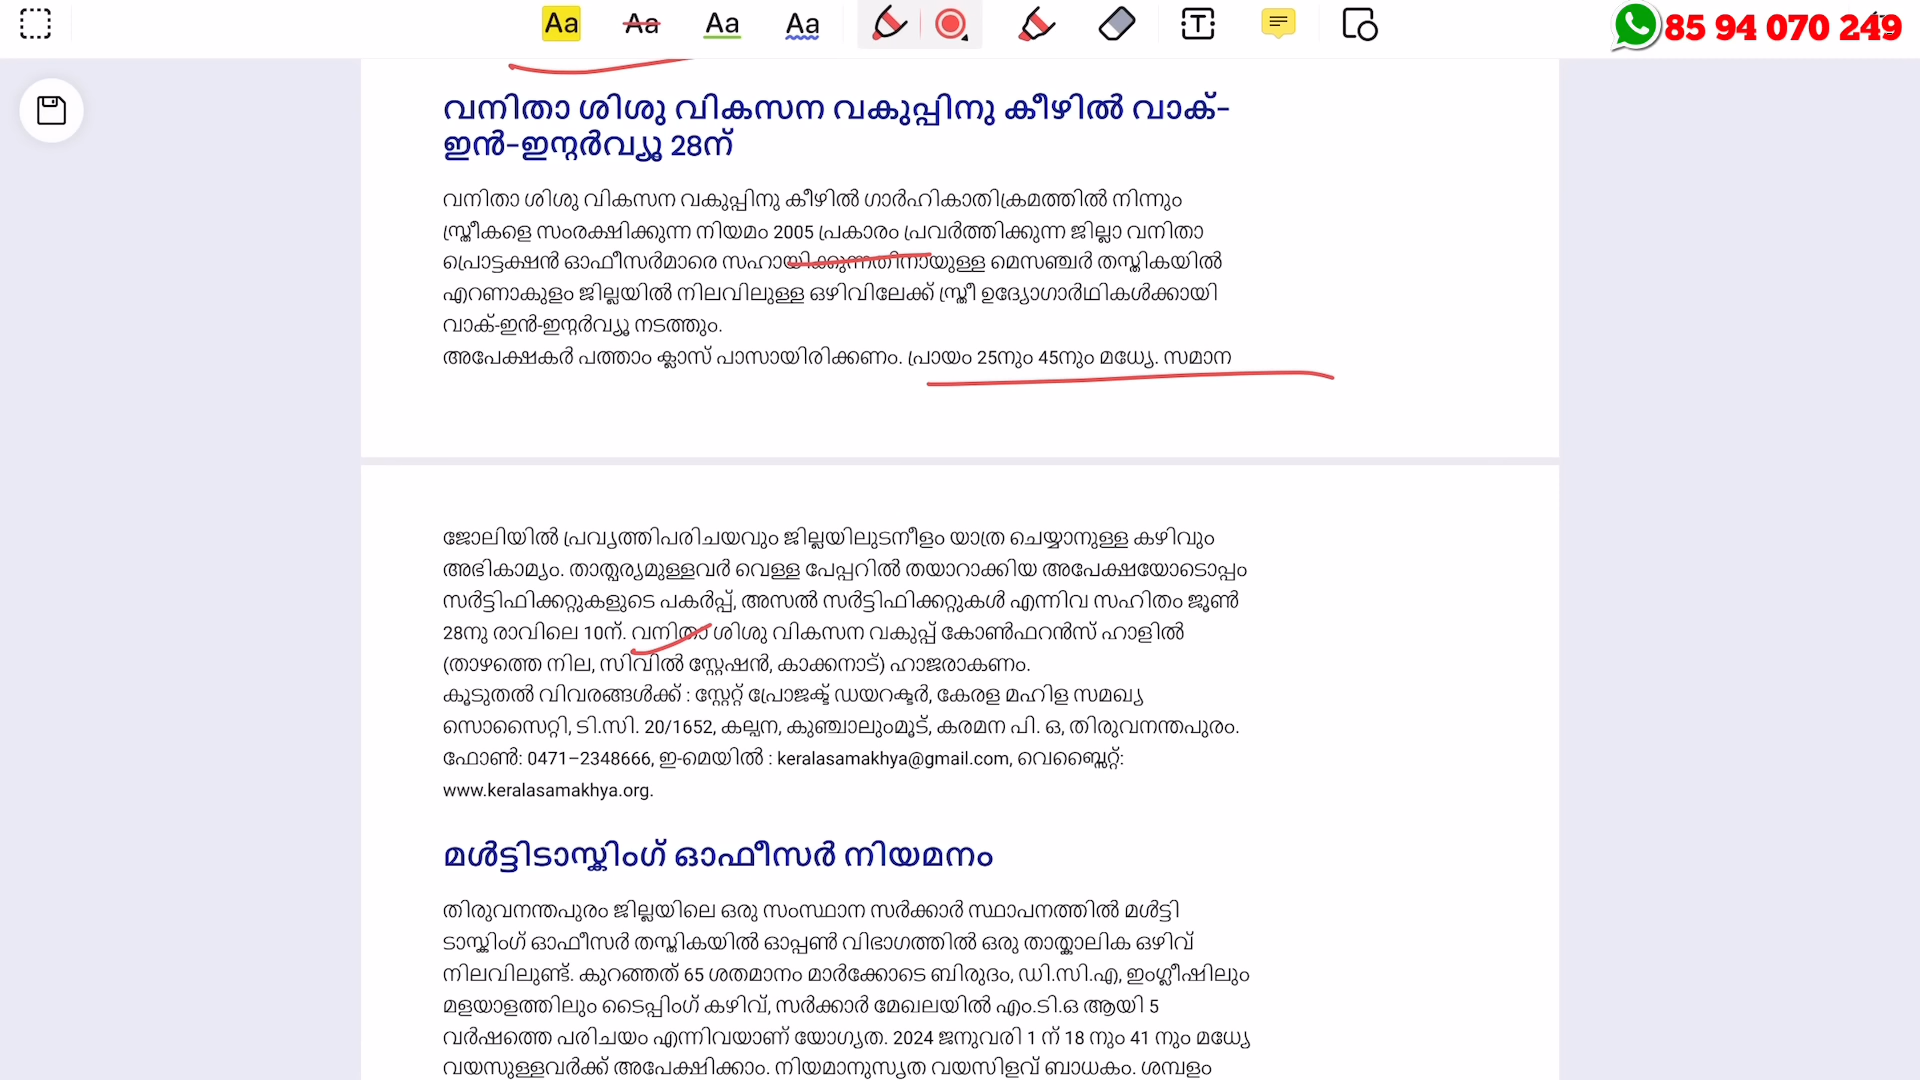 Aa Aa Aa Aa T
85 94 070 249
വനിതാ ശിശു വികസന വകുപ്പിനു കീഴിൽ വാക്-
ഇൻ-ഇന്റർവ്യൂ 28ന്
വനിതാ ശിശു വികസന വകുപ്പിനു കീഴിൽ ഗാർഹികാതിക്രമത്തിൽ നിന്നും
സ്ത്രീകളെ സംരക്ഷിക്കുന്ന നിയമം 2005 പ്രകാരം പ്രവർത്തിക്കുന്ന ജില്ലാ വനിതാ
പ്രൊട്ടക്ഷൻ ഓഫീസർമാരെ സഹായിക്കുന്നതിനായുള്ള മെസഞ്ചർ തസ്തികയിൽ
എറണാകുളം ജില്ലയിൽ നിലവിലുള്ള ഒഴിവിലേക്ക് സ്ത്രീ ഉദ്യോഗാർഥികൾക്കായി
വാക്-ഇൻ-ഇന്റർവ്യൂ നടത്തും.
അപേക്ഷകർ പത്താം ക്ലാസ് പാസായിരിക്കണം. പ്രായം 25നും 45നും മധ്യേ. സമാന
ജോലിയിൽ പ്രവൃത്തിപരിചയവും ജില്ലയിലുടനീളം യാത്ര ചെയ്യാനുള്ള കഴിവും
അഭികാമ്യം. താത്പര്യമുള്ളവർ വെള്ള പേപ്പറിൽ തയാറാക്കിയ അപേക്ഷയോടൊപ്പം
സർട്ടിഫിക്കറ്റുകളുടെ പകർപ്പ്, അസൽ സർട്ടിഫിക്കറ്റുകൾ എന്നിവ സഹിതം ജൂൺ
28നു രാവിലെ 10ന്. വനിതാ ശിശു വികസന വകുപ്പ് കോൺഫറൻസ് ഹാളിൽ
(താഴത്തെ നില, സിവിൽ സ്റ്റേഷൻ, കാക്കനാട്) ഹാജരാകണം.
കൂടുതൽ വിവരങ്ങൾക്ക് : സ്റ്റേറ്റ് പ്രോജക്ട് ഡയറക്ടർ, കേരള മഹിള സമഖ്യ
സൊസൈറ്റി, ടി.സി. 20/1652, കല്പന, കുഞ്ചാലുംമൂട്, കരമന പി. ഒ, തിരുവനന്തപുരം.
ഫോൺ: 0471–2348666, ഇ-മെയിൽ : keralasamakhya@gmail.com, വെബ്സൈറ്റ്:
www.keralasamakhya.org.
മൾട്ടിടാസ്കിംഗ് ഓഫീസർ നിയമനം
തിരുവനന്തപുരം ജില്ലയിലെ ഒരു സംസ്ഥാന സർക്കാർ സ്ഥാപനത്തിൽ മൾട്ടി
ടാസ്കിംഗ് ഓഫീസർ തസ്തികയിൽ ഓപ്പൺ വിഭാഗത്തിൽ ഒരു താത്കാലിക ഒഴിവ്
നിലവിലുണ്ട്. കുറഞ്ഞത് 65 ശതമാനം മാർക്കോടെ ബിരുദം, ഡി.സി.എ, ഇംഗ്ലീഷിലും
മളയാളത്തിലും ടൈപ്പിംഗ് കഴിവ്, സർക്കാർ മേഖലയിൽ എം.ടി.ഒ ആയി 5
വർഷത്തെ പരിചയം എന്നിവയാണ് യോഗ്യത. 2024 ജനുവരി 1 ന് 18 നും 41 നും മധ്യേ
വയസുള്ളവർക്ക് അപേക്ഷിക്കാം. നിയമാനുസൃത വയസിളവ് ബാധകം. ശമ്പളം